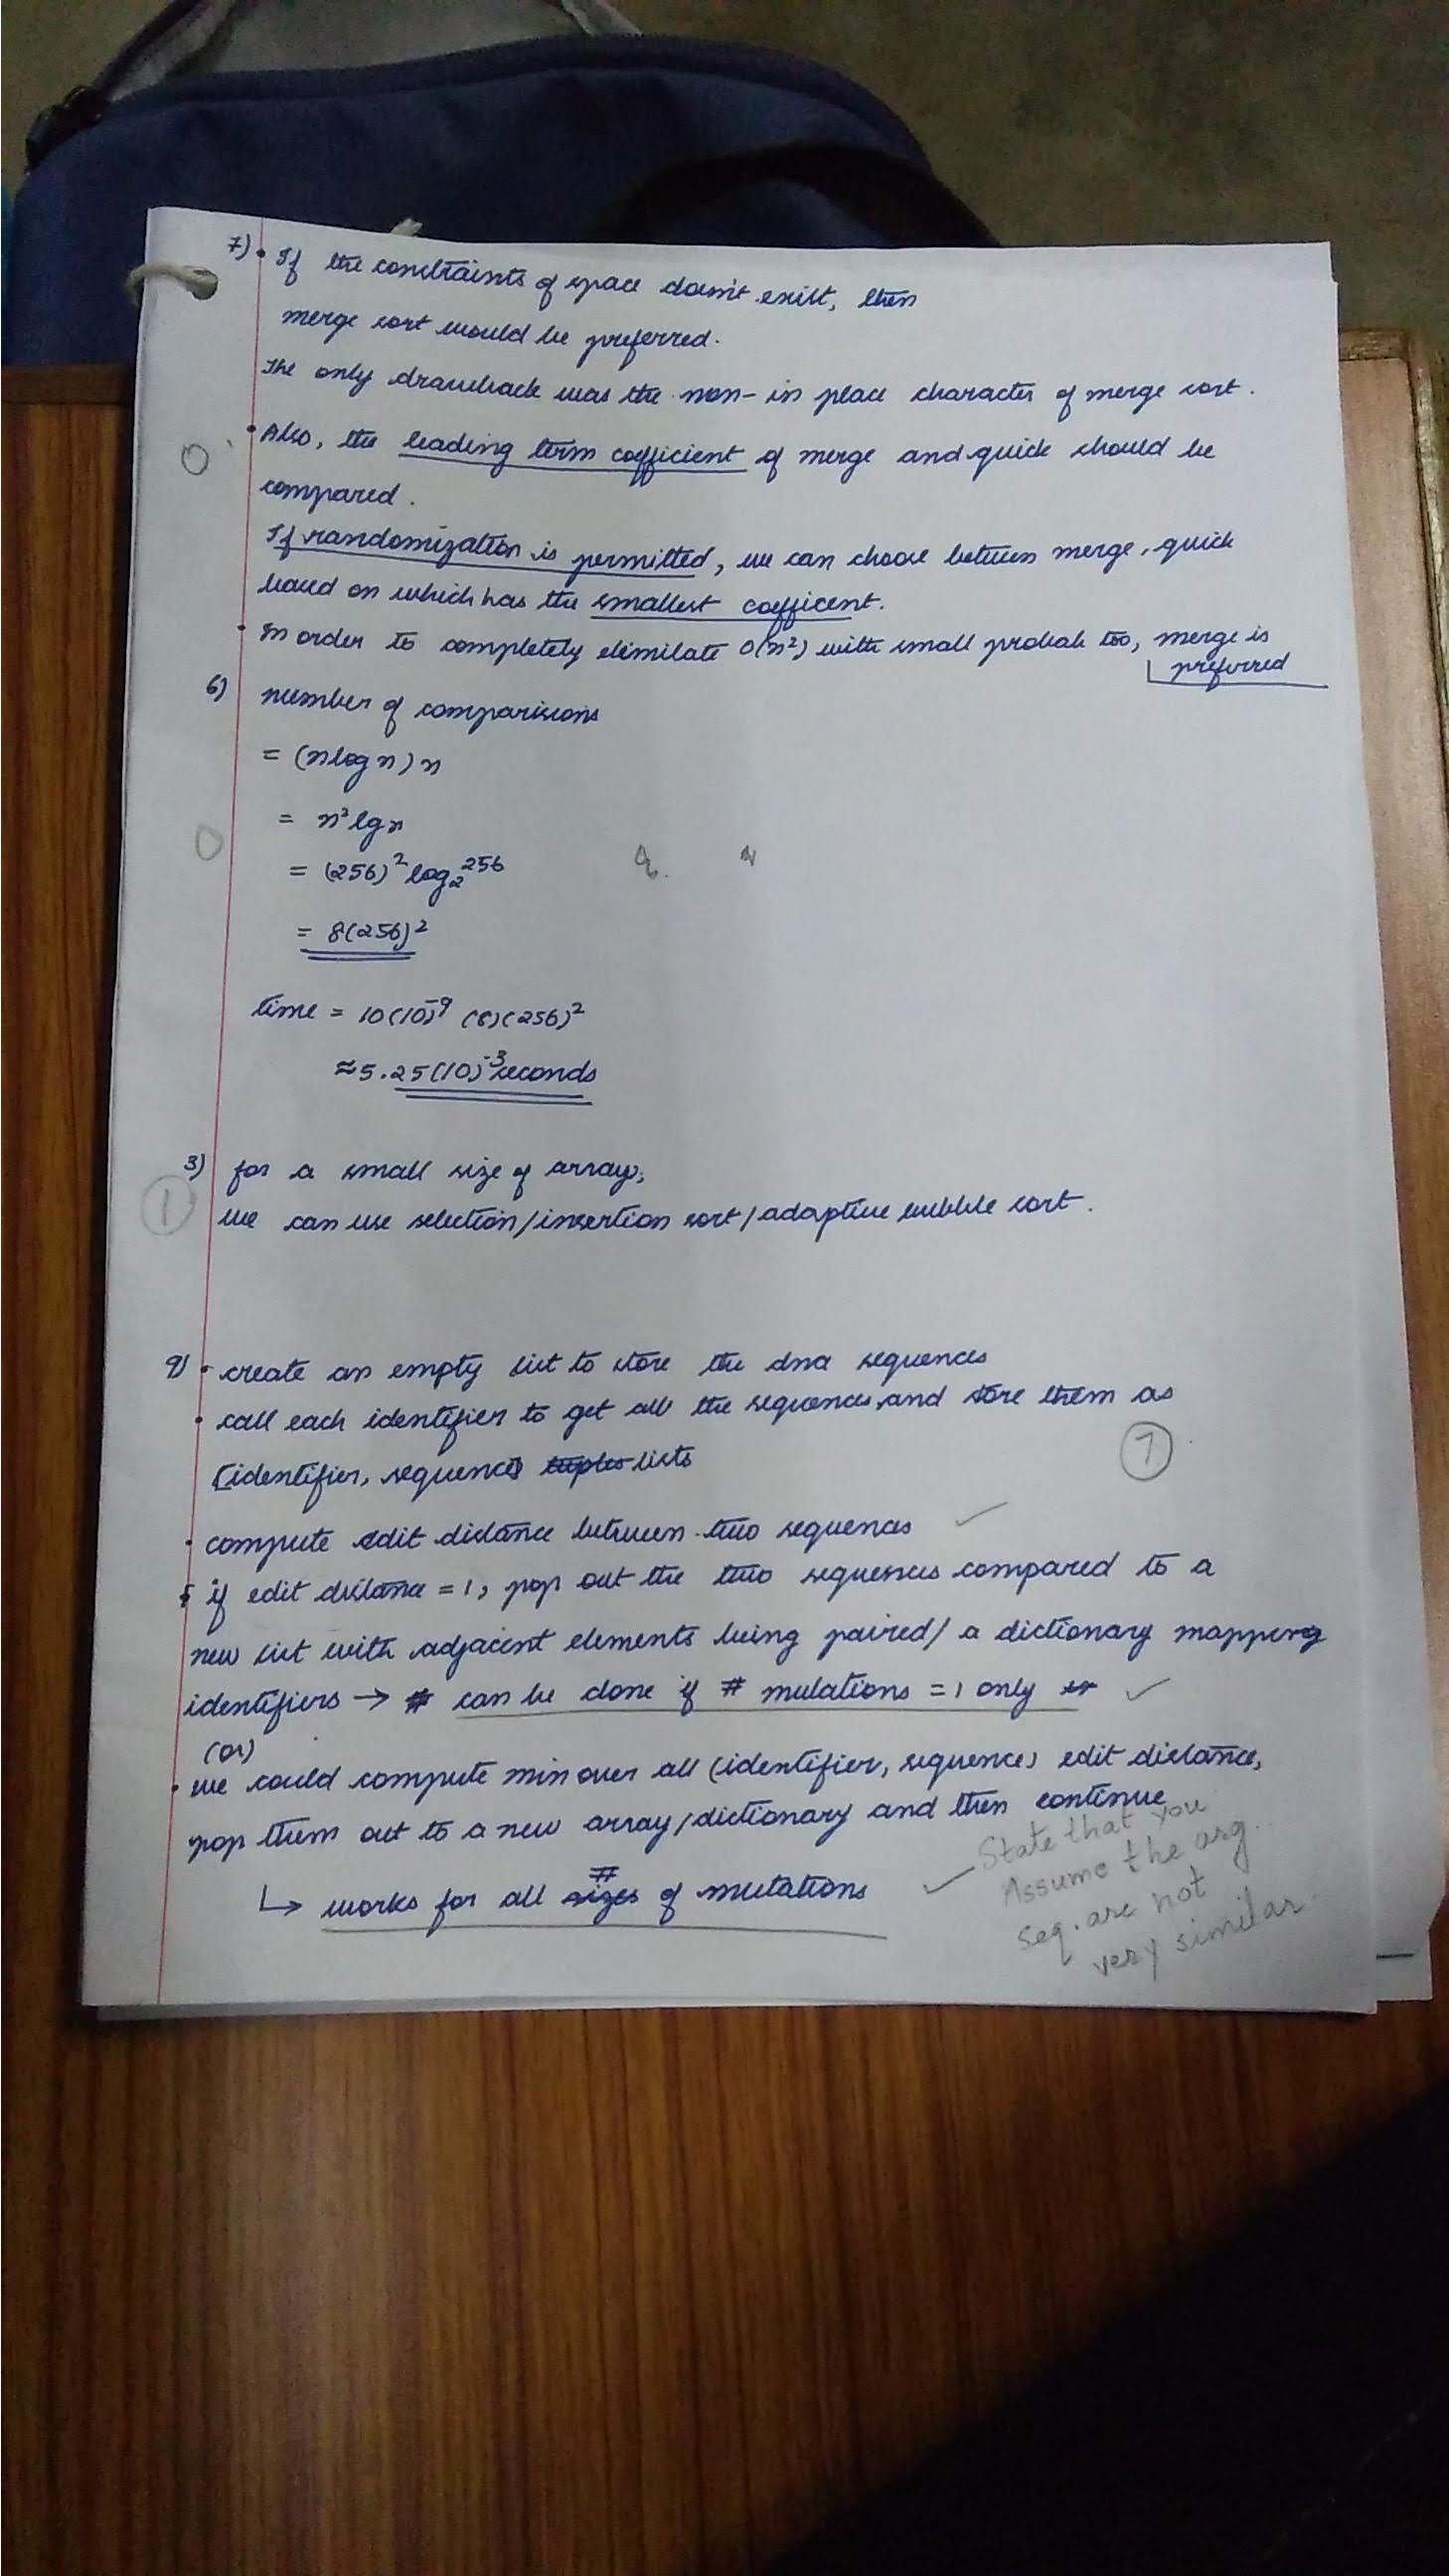 7) • If the constraints of space doesn't exist, then
merge sort would be preferred.
The only drawback was the non-in place character of merge sort.
• Also, the leading term coefficient of merge and quick should be
0
compared.
If randomization is permitted, we can choose between merge, quick
based on which has the smallest coefficent.
• In order to completely elimilate O(n²) with small probab too, merge is
preferred
6) number of comparisions
= (n log n) n
= n² lg n
0
= (256)² log₂ 256
= 8(256)²
time = 10(10)⁻⁹ (8)(256)²
≈ 5.25(10)⁻³ seconds
3) for a small size of array,
1
we can use selection/insertion sort/adaptive bubble sort.
9) • create an empty list to store the dna sequences
• call each identifier to get all the sequences, and store them as
[identifier, sequence] tuples lists
7
• compute edit distance between two sequences ✓
• if edit distance = 1, pop out the two sequences compared to a
new list with adjacent elements being paired/ a dictionary mapping
identifiers → # can be done if # mutations = 1 only or ✓
(or)
• we could compute min over all (identifier, sequence) edit distance,
pop them out to a new array/dictionary and then continue
↳ works for all sizes # of mutations
✓ State that you
Assume the org.
seq. are not
very similar.